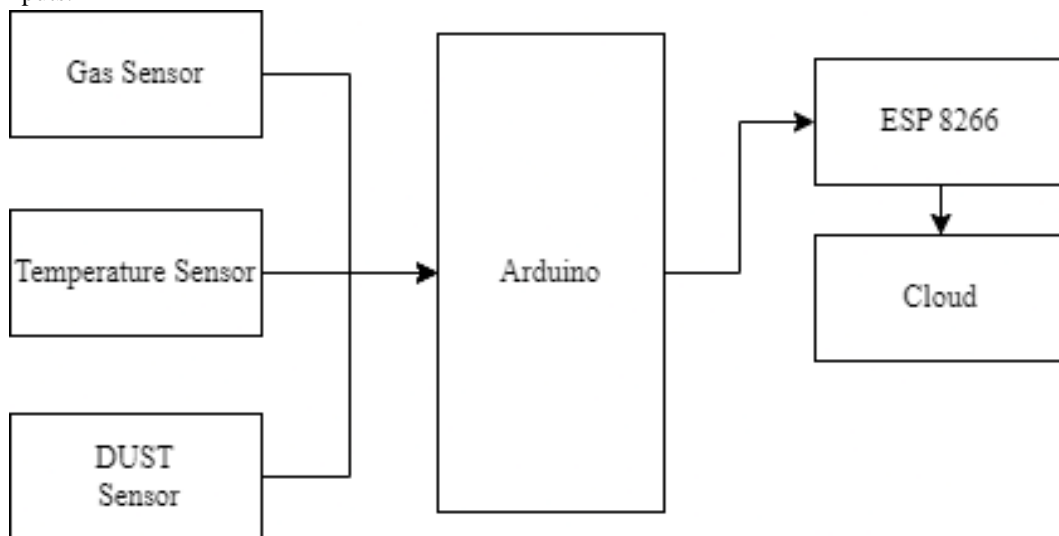 Gas Sensor
Temperature Sensor
DUST
Sensor
Arduino
ESP 8266
Cloud